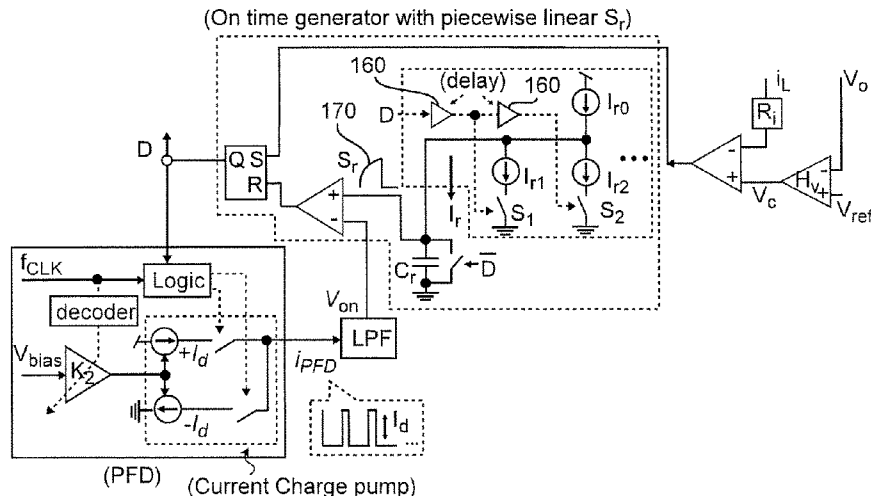 (On time generator with piecewise linear Sr)
160
(delay)
160
170
D
Ir0
iL
Vo
Ri
D
Q S
R
Sr
Ir
Ir1
Ir2
S1
S2
•••
-
+
Vc
-
Hv
+
Vref
+
-
Cr
D̅
fCLK
Logic
decoder
Von
LPF
Vbias
K2
+Id
-Id
iPFD
Id
...
(PFD)
(Current Charge pump)